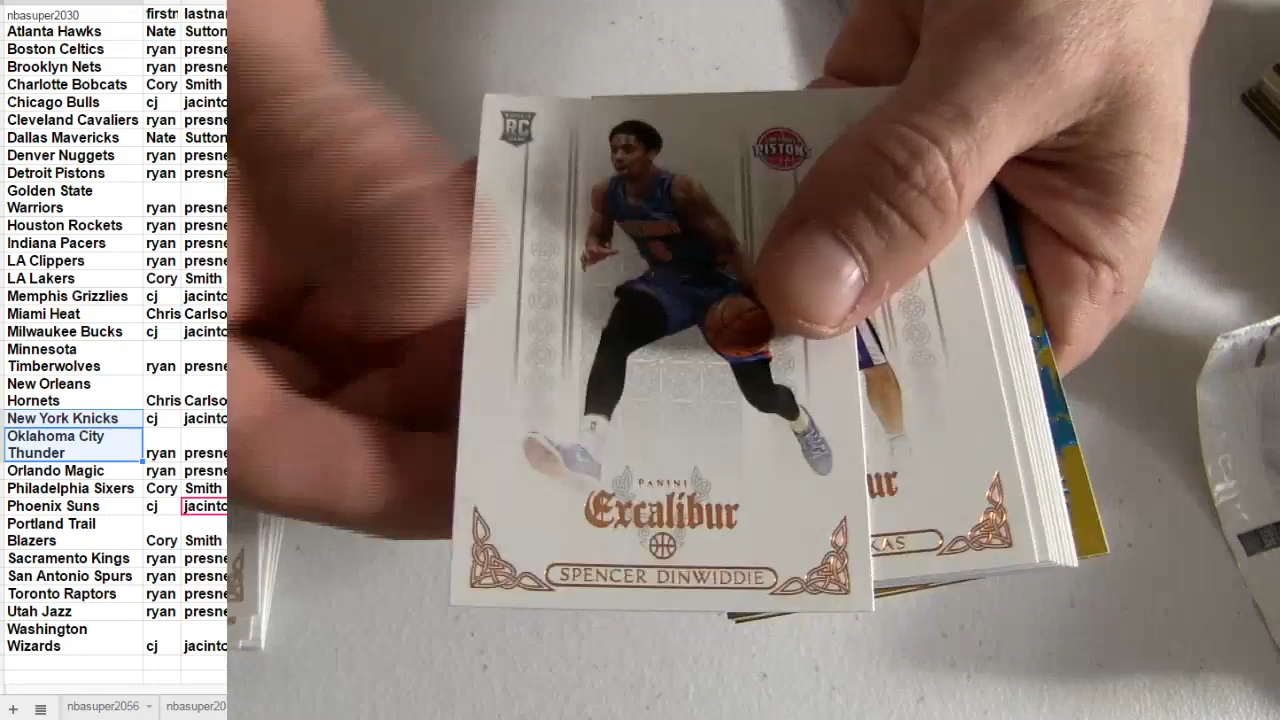 nbasuper2030 firstn lastnar
Atlanta Hawks Nate Sutton
Boston Celtics ryan presne
Brooklyn Nets ryan presne
Charlotte Bobcats Cory Smith
Chicago Bulls cj jacinto
Cleveland Cavaliers ryan presne
Dallas Mavericks Nate Sutton
Denver Nuggets ryan presne
Detroit Pistons ryan presne
Golden State
Warriors ryan presne
Houston Rockets ryan presne
Indiana Pacers ryan presne
LA Clippers ryan presne
LA Lakers Cory Smith
Memphis Grizzlies cj jacinto
Miami Heat Chris Carlso
Milwaukee Bucks cj jacinto
Minnesota
Timberwolves ryan presne
New Orleans
Hornets Chris Carlso
New York Knicks cj jacinto
Oklahoma City
Thunder ryan presne
Orlando Magic ryan presne
Philadelphia Sixers Cory Smith
Phoenix Suns cj jacinto
Portland Trail
Blazers Cory Smith
Sacramento Kings ryan presne
San Antonio Spurs ryan presne
Toronto Raptors ryan presne
Utah Jazz ryan presne
Washington
Wizards cj jacinto
nbasuper2056 nbasuper20
RC
PISTONS
PANINI
Excalibur
SPENCER DINWIDDIE
ur
KAS